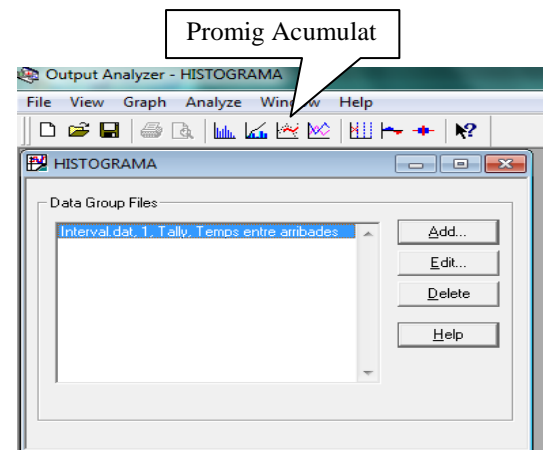 Promig Acumulat
Output Analyzer - HISTOGRAMA
File View Graph Analyze Window Help
HISTOGRAMA
Data Group Files
Interval.dat, 1, Tally, Temps entre arribades
Add...
Edit...
Delete
Help